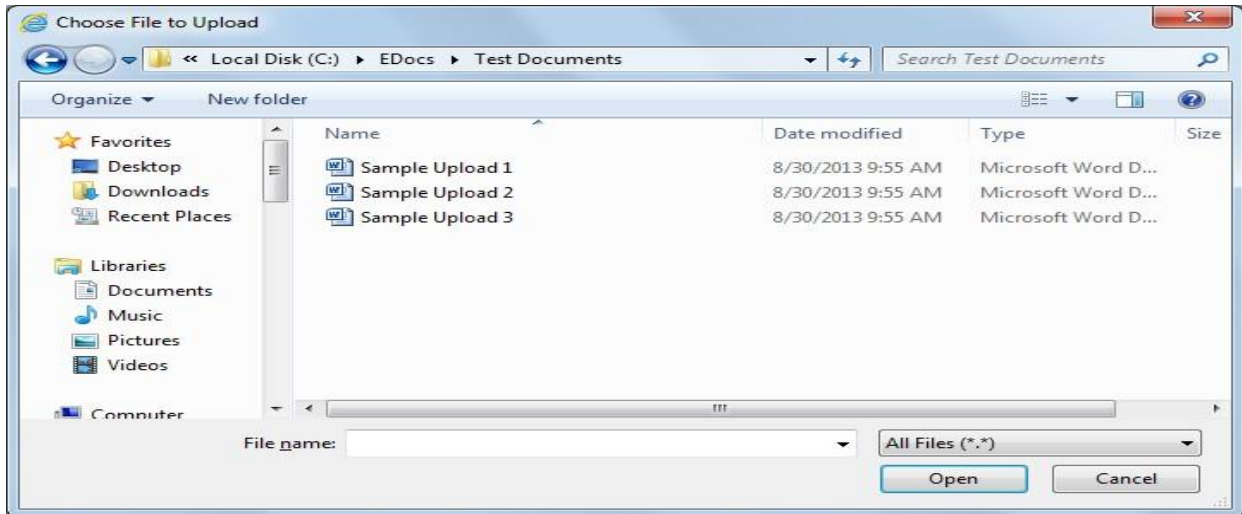 Choose File to Upload
« Local Disk (C:) ▸ EDocs ▸ Test Documents Search Test Documents
Organize New folder
Favorites
Desktop
Downloads
Recent Places
Libraries
Documents
Music
Pictures
Videos
Computer
Name Date modified Type Size
Sample Upload 1 8/30/2013 9:55 AM Microsoft Word D...
Sample Upload 2 8/30/2013 9:55 AM Microsoft Word D...
Sample Upload 3 8/30/2013 9:55 AM Microsoft Word D...
File name: All Files (*.*)
Open Cancel